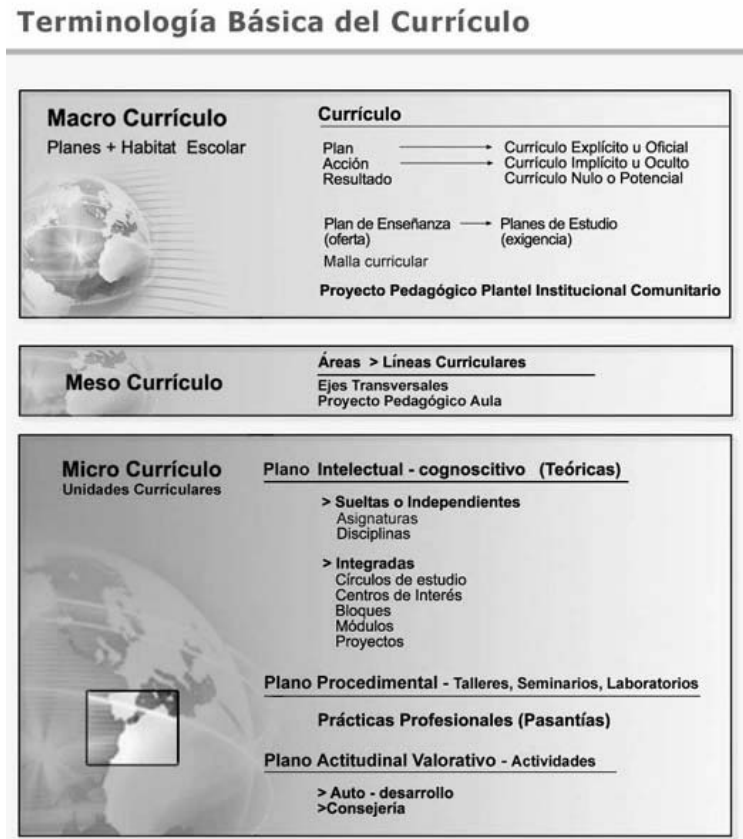 Terminología Básica del Currículo
Macro Currículo
Planes + Habitat Escolar
Currículo
Plan → Currículo Explícito u Oficial
Acción → Currículo Implícito u Oculto
Resultado Currículo Nulo o Potencial
Plan de Enseñanza → Planes de Estudio
(oferta) (exigencia)
Malla curricular
Proyecto Pedagógico Plantel Institucional Comunitario
Meso Currículo
Áreas > Líneas Curriculares
Ejes Transversales
Proyecto Pedagógico Aula
Micro Currículo
Unidades Curriculares
Plano Intelectual - cognoscitivo (Teóricas)
> Sueltas o Independientes
Asignaturas
Disciplinas
> Integradas
Círculos de estudio
Centros de Interés
Bloques
Módulos
Proyectos
Plano Procedimental - Talleres, Seminarios, Laboratorios
Prácticas Profesionales (Pasantías)
Plano Actitudinal Valorativo - Actividades
> Auto - desarrollo
>Consejería